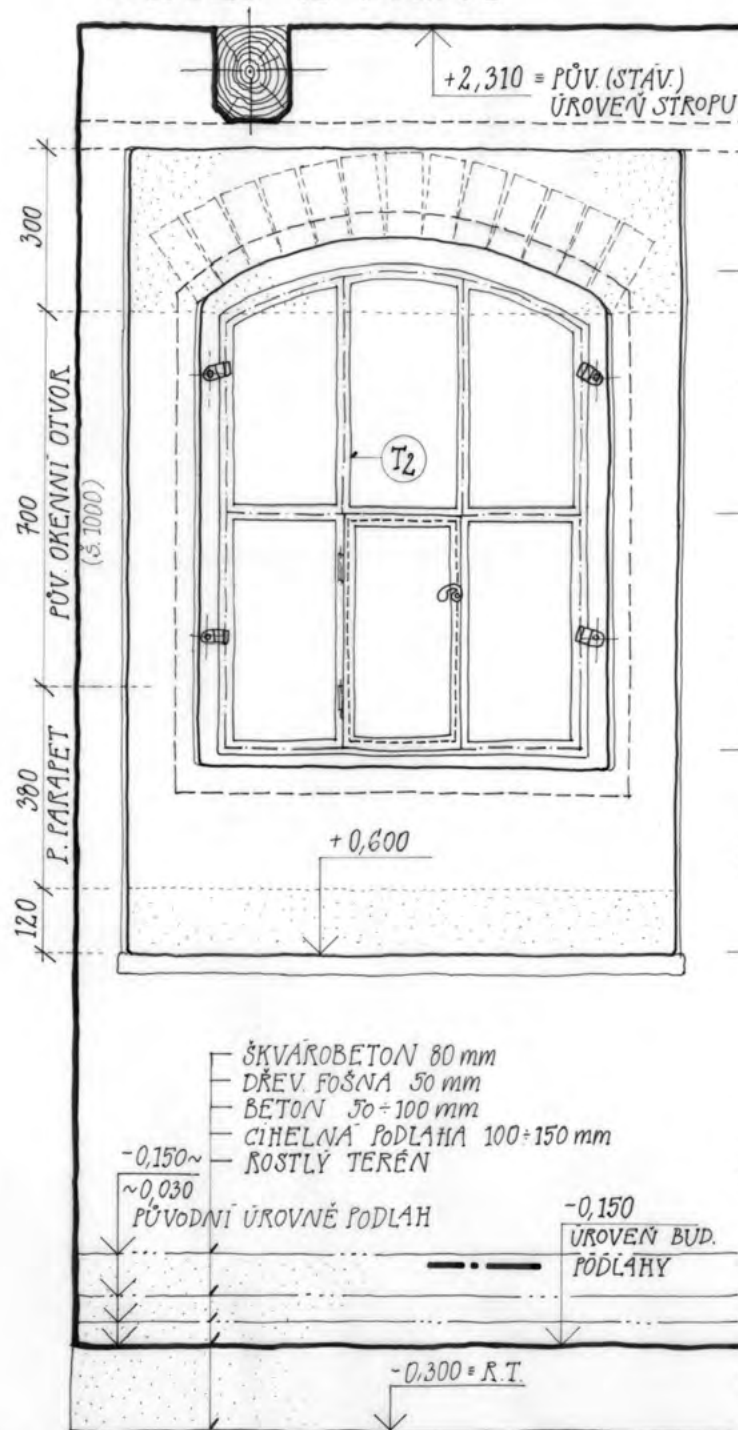 +2,310 ≡ PŮV. (STÁV.)
ÚROVEŇ STROPU
300
700
PŮV. OKENNÍ OTVOR
(š. 1000)
T2
380
P. PARAPET
120
+0,600
ŠKVÁROBETON 80 mm
DŘEV. FOŠNA 50 mm
BETON 50÷100 mm
CIHELNÁ PODLAHA 100÷150 mm
ROSTLÝ TERÉN
-0,150~
~0,030
PŮVODNÍ ÚROVNĚ PODLAH
-0,150
ÚROVEŇ BUD.
PODLAHY
-0,300 ≡ R.T.